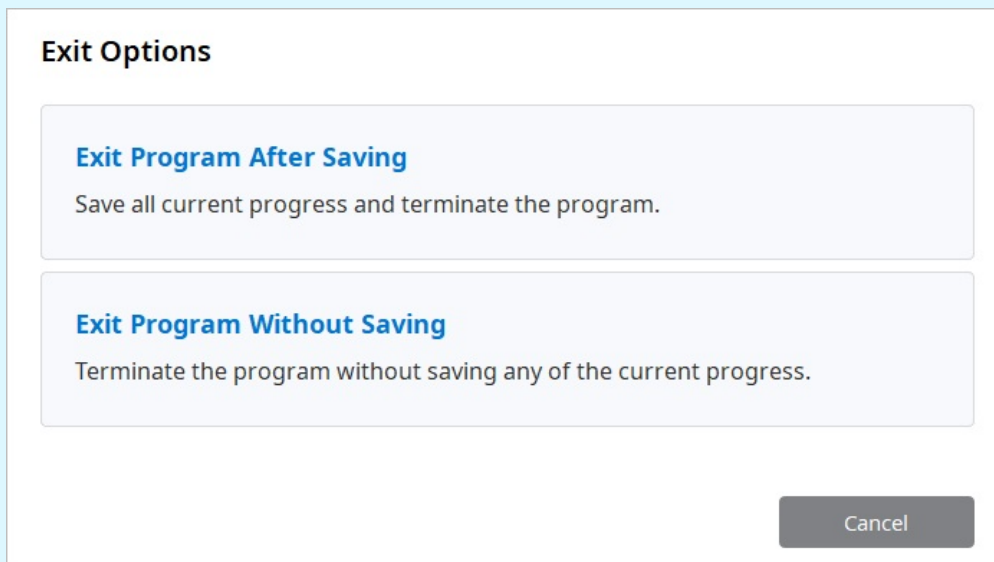 Exit Options
Exit Program After Saving
Save all current progress and terminate the program.
Exit Program Without Saving
Terminate the program without saving any of the current progress.
Cancel